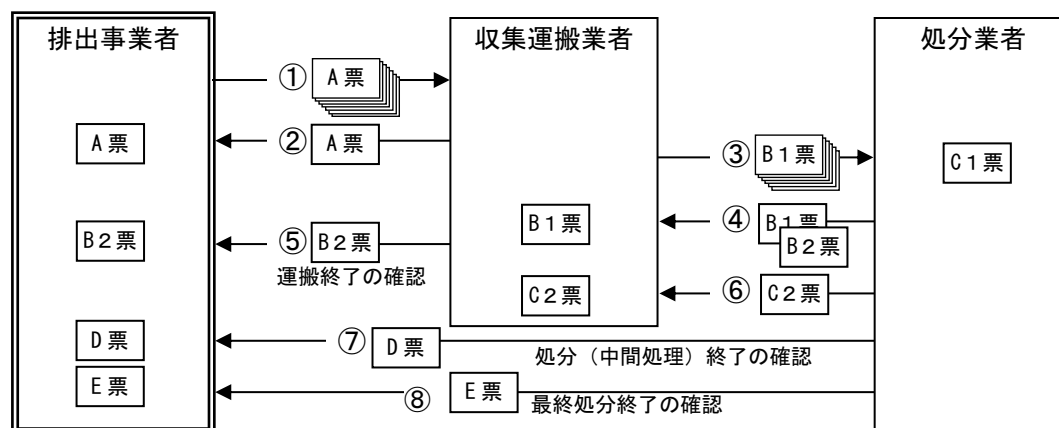 排出事業者
収集運搬業者
処分業者
① A票
A票
② A票
③ B1票
C1票
B2票
⑤ B2票
運搬終了の確認
B1票
④ B1票
B2票
C2票
⑥ C2票
D票
⑦ D票
処分（中間処理）終了の確認
E票
⑧ E票
最終処分終了の確認